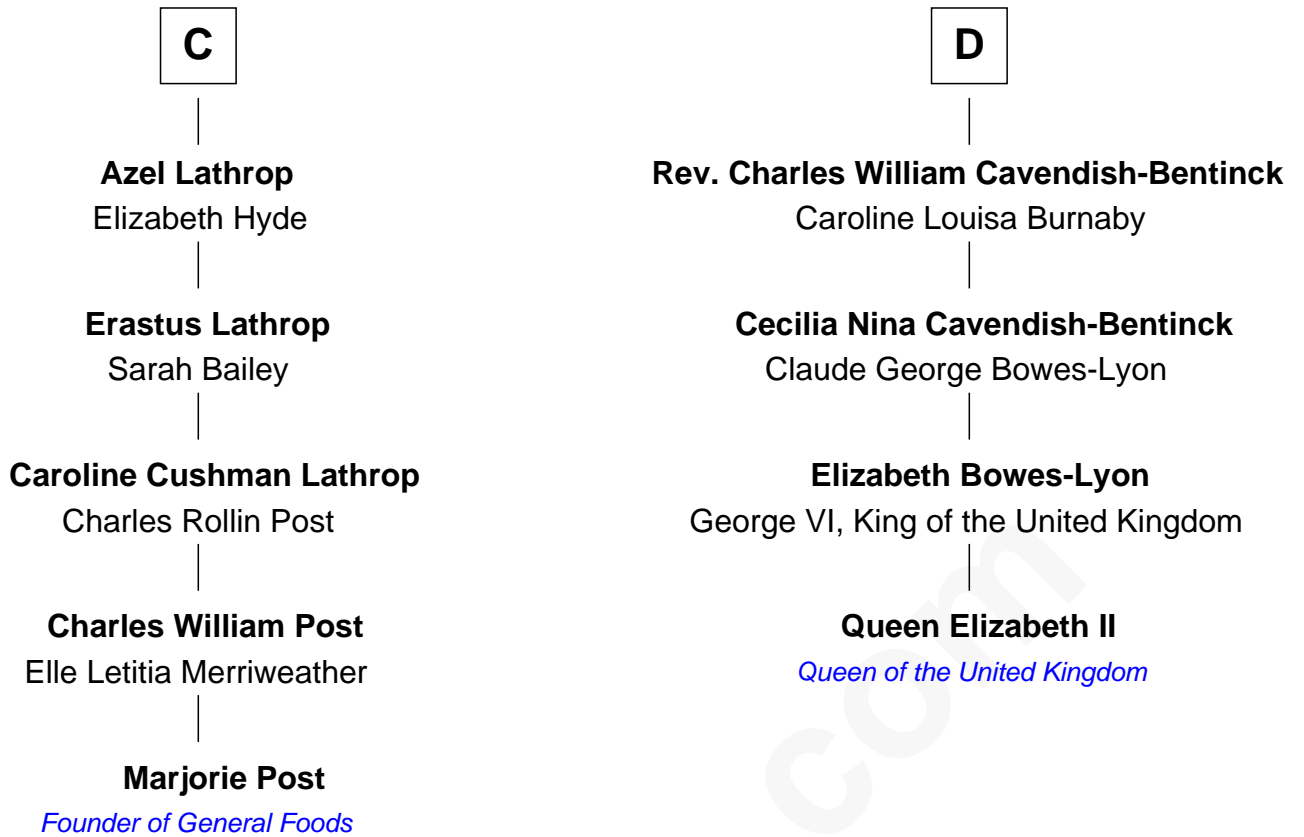 C
Azel Lathrop
Elizabeth Hyde
Erastus Lathrop
Sarah Bailey
Caroline Cushman Lathrop
Charles Rollin Post
Charles William Post
Elle Letitia Merriweather
Marjorie Post
Founder of General Foods
D
Rev. Charles William Cavendish-Bentinck
Caroline Louisa Burnaby
Cecilia Nina Cavendish-Bentinck
Claude George Bowes-Lyon
Elizabeth Bowes-Lyon
George VI, King of the United Kingdom
Queen Elizabeth II
Queen of the United Kingdom
com